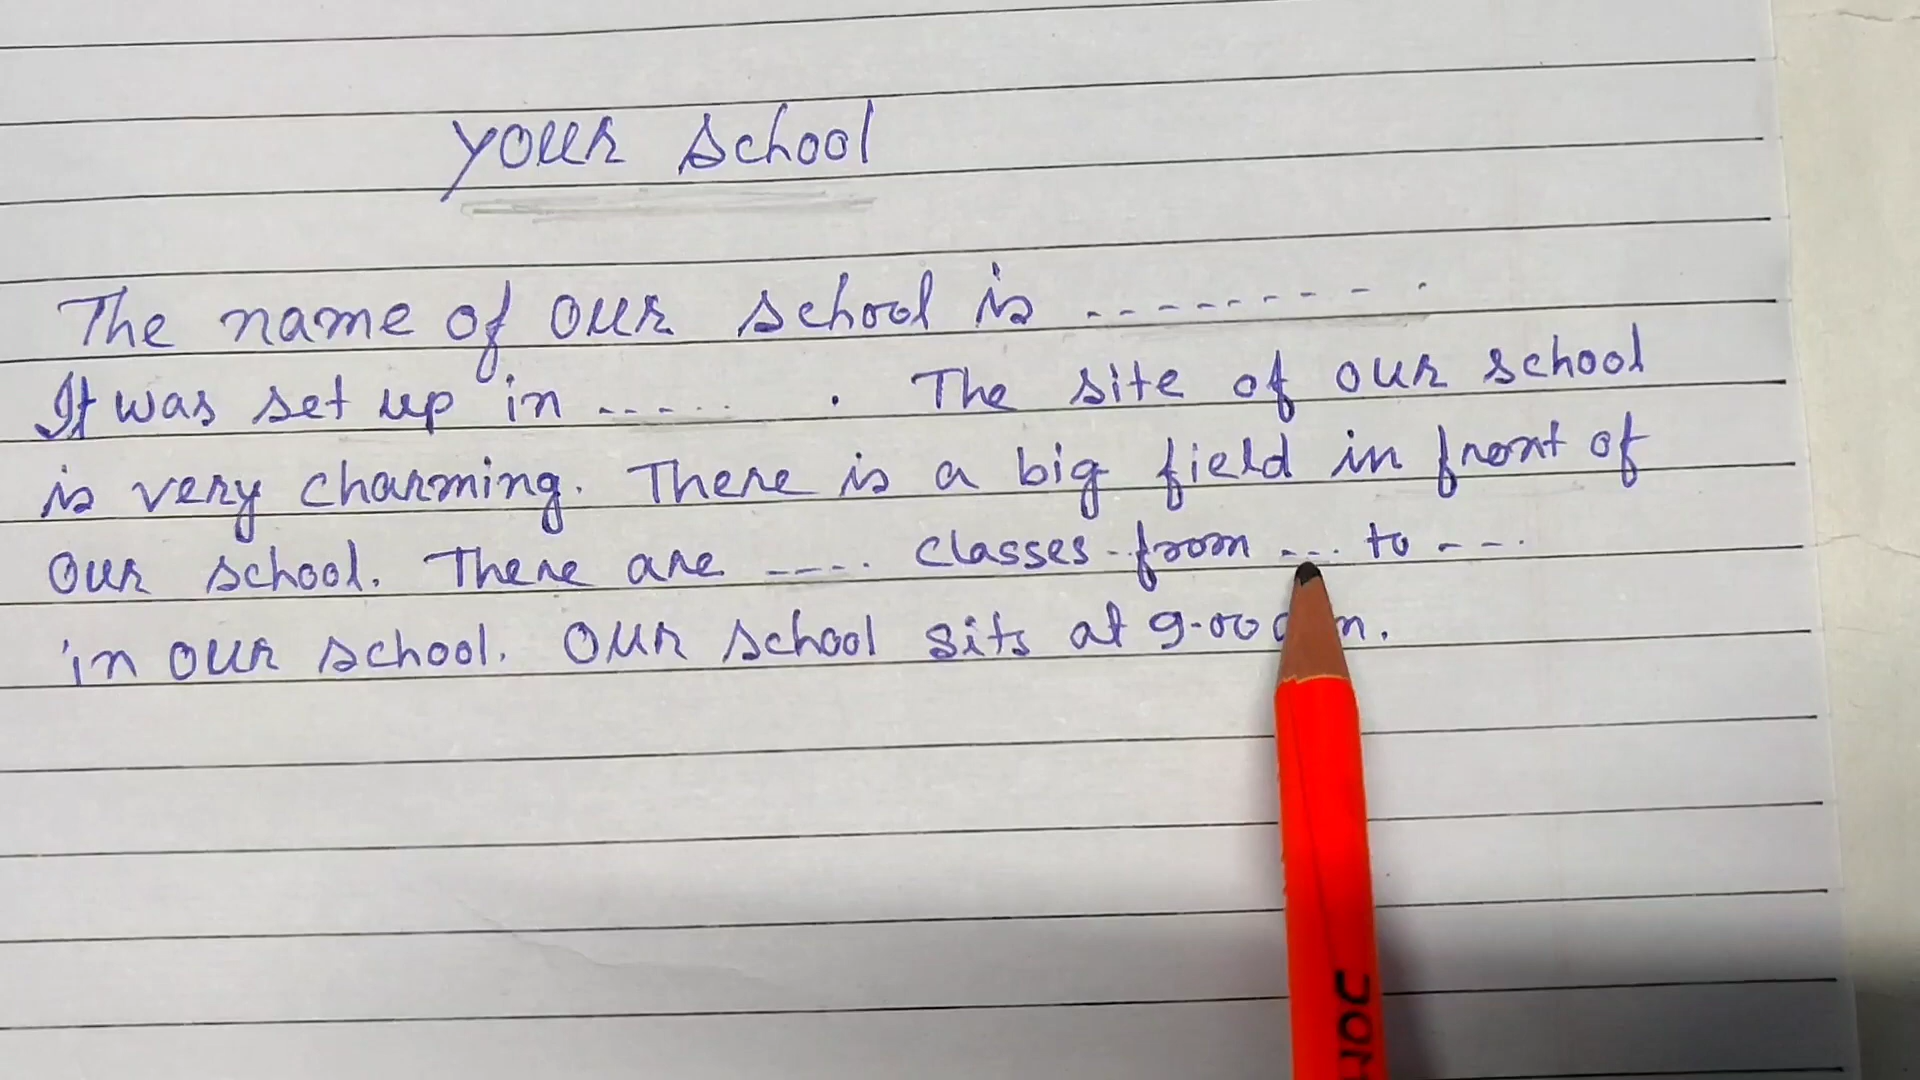 Your School
The name of our school is .........
It was set up in ...... . The site of our school
is very charming. There is a big field in front of
our school. There are ..... classes from ... to ....
in our school. Our school sits at 9.00